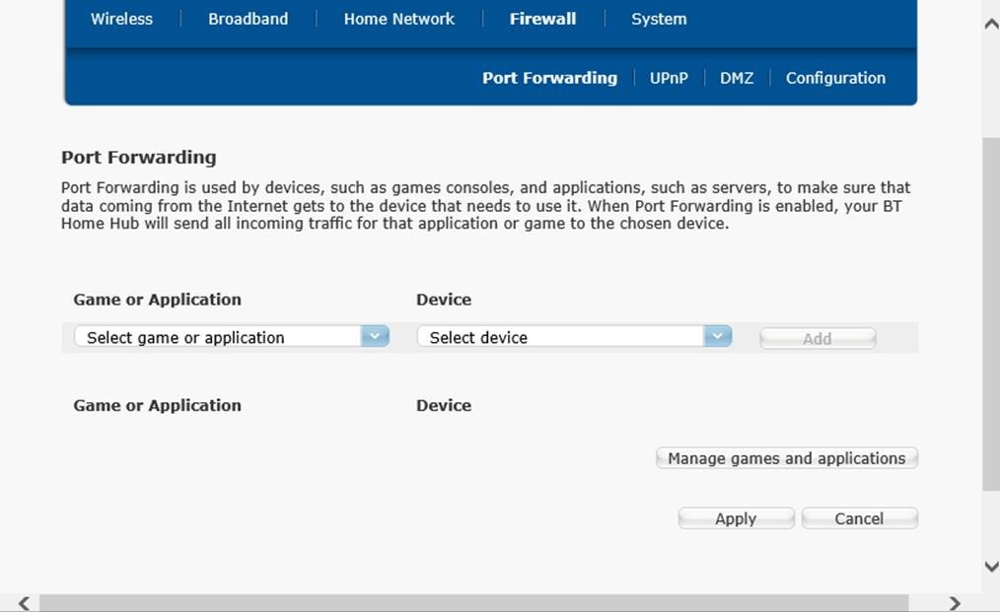 Wireless Broadband Home Network Firewall System
Port Forwarding UPnP DMZ Configuration
Port Forwarding
Port Forwarding is used by devices, such as games consoles, and applications, such as servers, to make sure that
data coming from the Internet gets to the device that needs to use it. When Port Forwarding is enabled, your BT
Home Hub will send all incoming traffic for that application or game to the chosen device.
Game or Application Device
Select game or application Select device Add
Game or Application Device
Manage games and applications
Apply Cancel